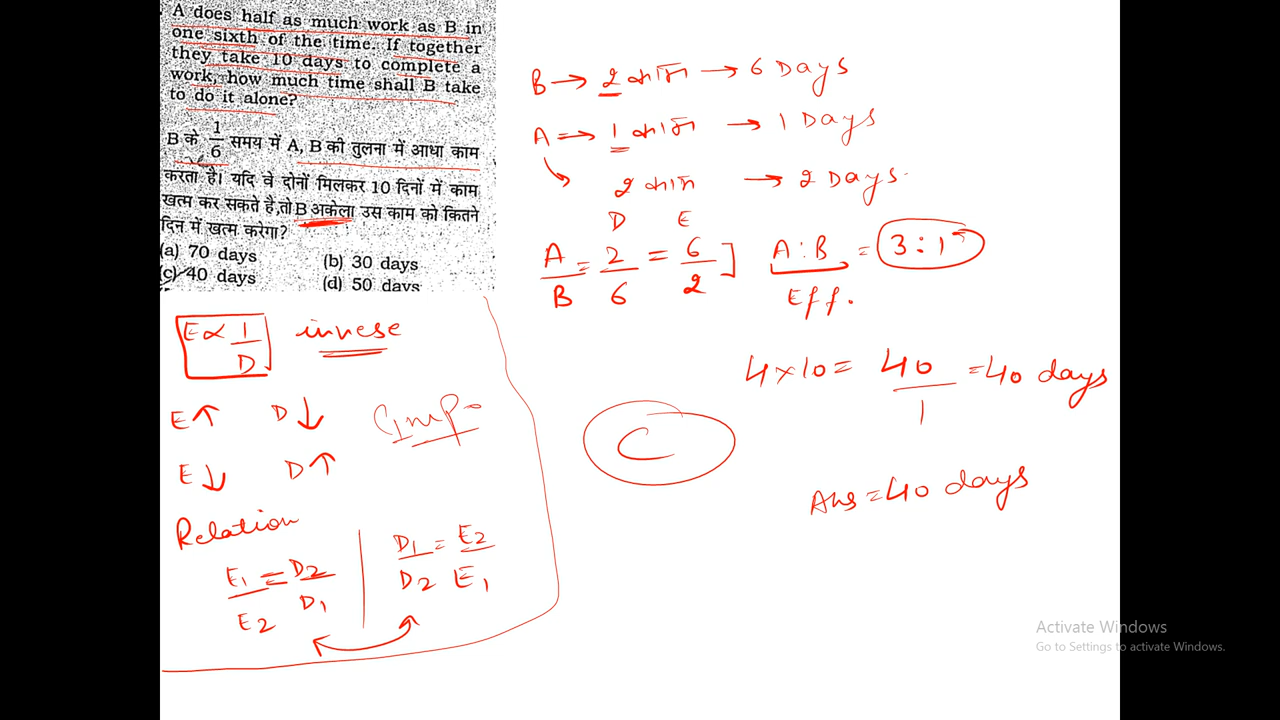 A does half as much work as B in
one sixth of the time. If together
they take 10 days to complete a
work, how much time shall B take
to do it alone?
B के 1/6 समय में A, B की तुलना में आधा काम
करता है। यदि वे दोनों मिलकर 10 दिनों में काम
खत्म कर सकते है,तो B अकेला उस काम को कितने
दिन में खत्म करेगा?
(a) 70 days (b) 30 days
(c) 40 days (d) 50 days
B → 2 काम → 6 Days
A → 1 काम → 1 Days
2 काम → 2 Days
D E
A/B = 2/6 = 6/2 ] A:B = 3:1
Eff.
4×10 = 40/1 = 40 days
C
Ans = 40 days
E ∝ 1/D invese
E↑ D↓ Imp
E↓ D↑
Relation
E1/E2 = D2/D1 | D1/D2 = E2/E1
Activate Windows
Go to Settings to activate Windows.